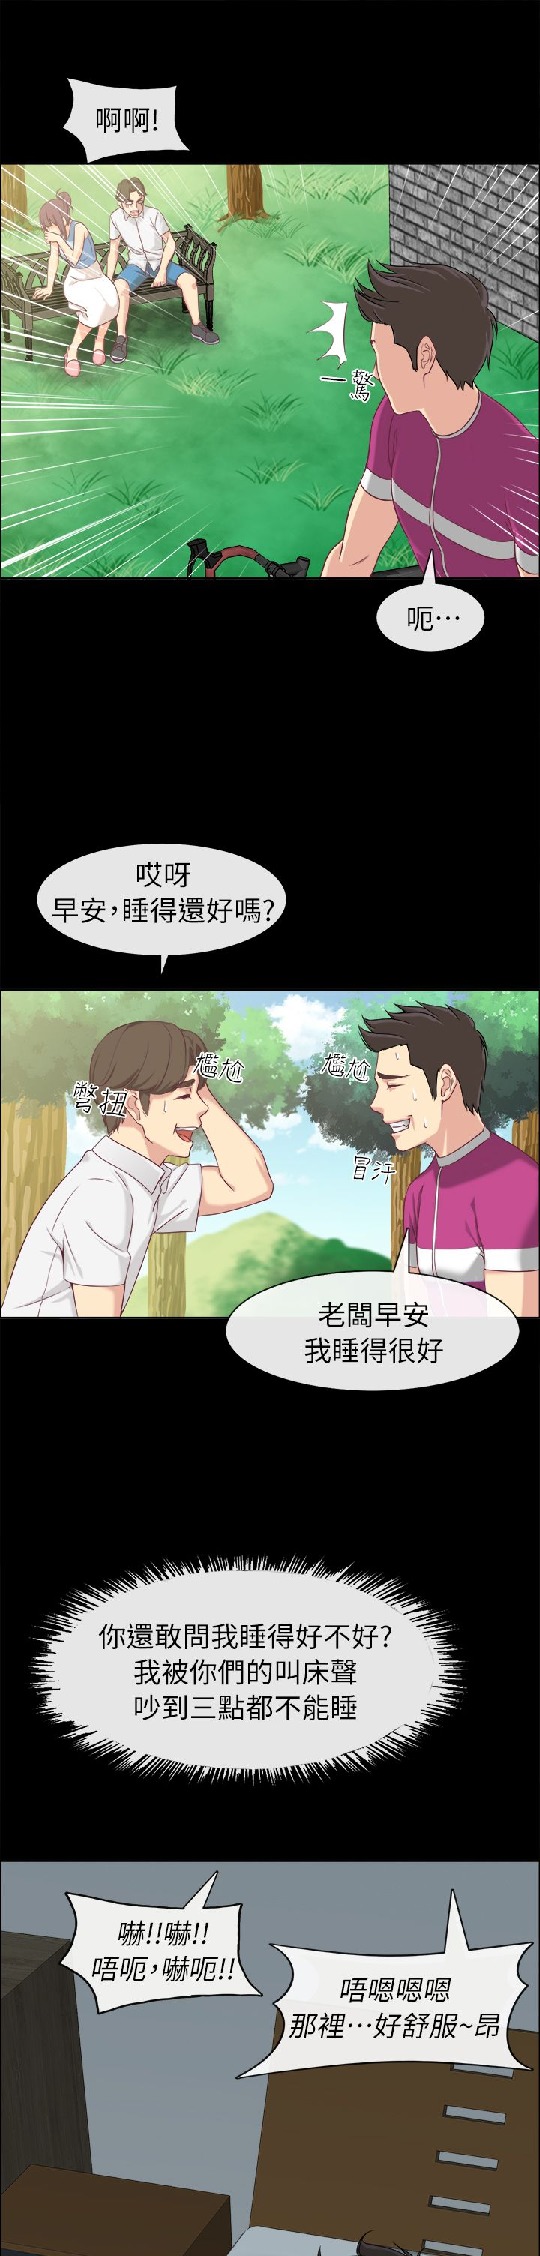 啊啊!
一驚
呃…
哎呀
早安，睡得還好嗎?
尷尬
彆扭
尷尬
冒汗
老闆早安
我睡得很好
你還敢問我睡得好不好?
我被你們的叫床聲
吵到三點都不能睡
嚇!!嚇!!
唔呃，嚇呃!!
唔嗯嗯嗯
那裡…好舒服~昂